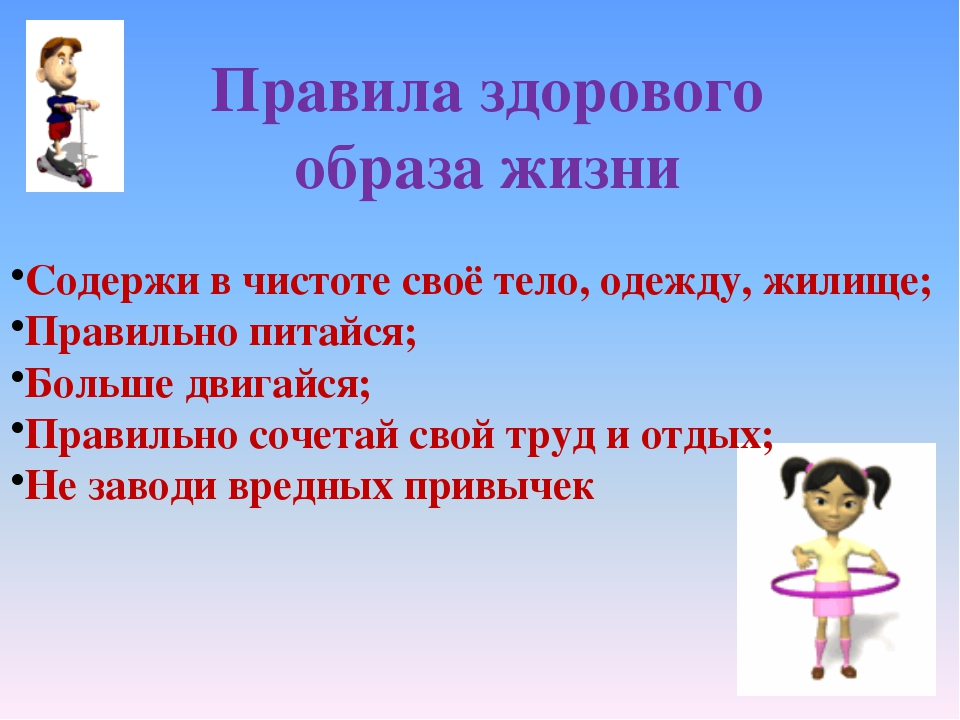 Правила здорового
образа жизни
•Содержи в чистоте своё тело, одежду, жилище;
•Правильно питайся;
•Больше двигайся;
•Правильно сочетай свой труд и отдых;
•Не заводи вредных привычек